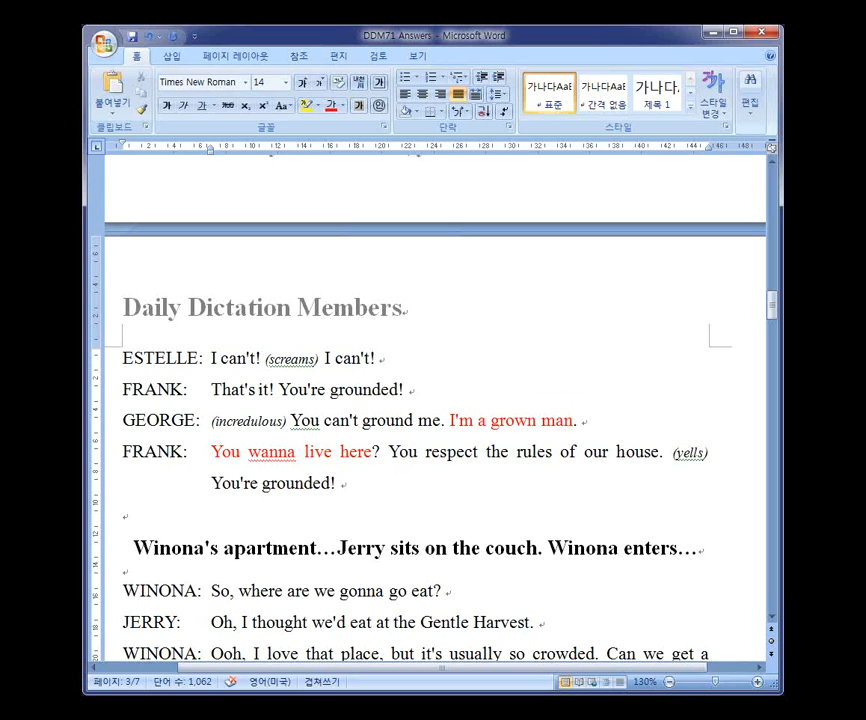 DDM71 Answers - Microsoft Word
홈 삽입 페이지 레이아웃 참조 편지 검토 보기
붙여넣기
Times New Roman 14
가나다AaB 가나다AaB 가나다
표준 간격 없음 제목 1
스타일 변경
편집
클립보드 글꼴 단락 스타일
Daily Dictation Members
ESTELLE: I can't! (screams) I can't!
FRANK: That's it! You're grounded!
GEORGE: (incredulous) You can't ground me. I'm a grown man.
FRANK: You wanna live here? You respect the rules of our house. (yells)
You're grounded!
Winona's apartment…Jerry sits on the couch. Winona enters…
WINONA: So, where are we gonna go eat?
JERRY: Oh, I thought we'd eat at the Gentle Harvest.
WINONA: Ooh, I love that place, but it's usually so crowded. Can we get a
페이지: 3/7 단어 수: 1,062 영어(미국) 겹쳐쓰기 130%